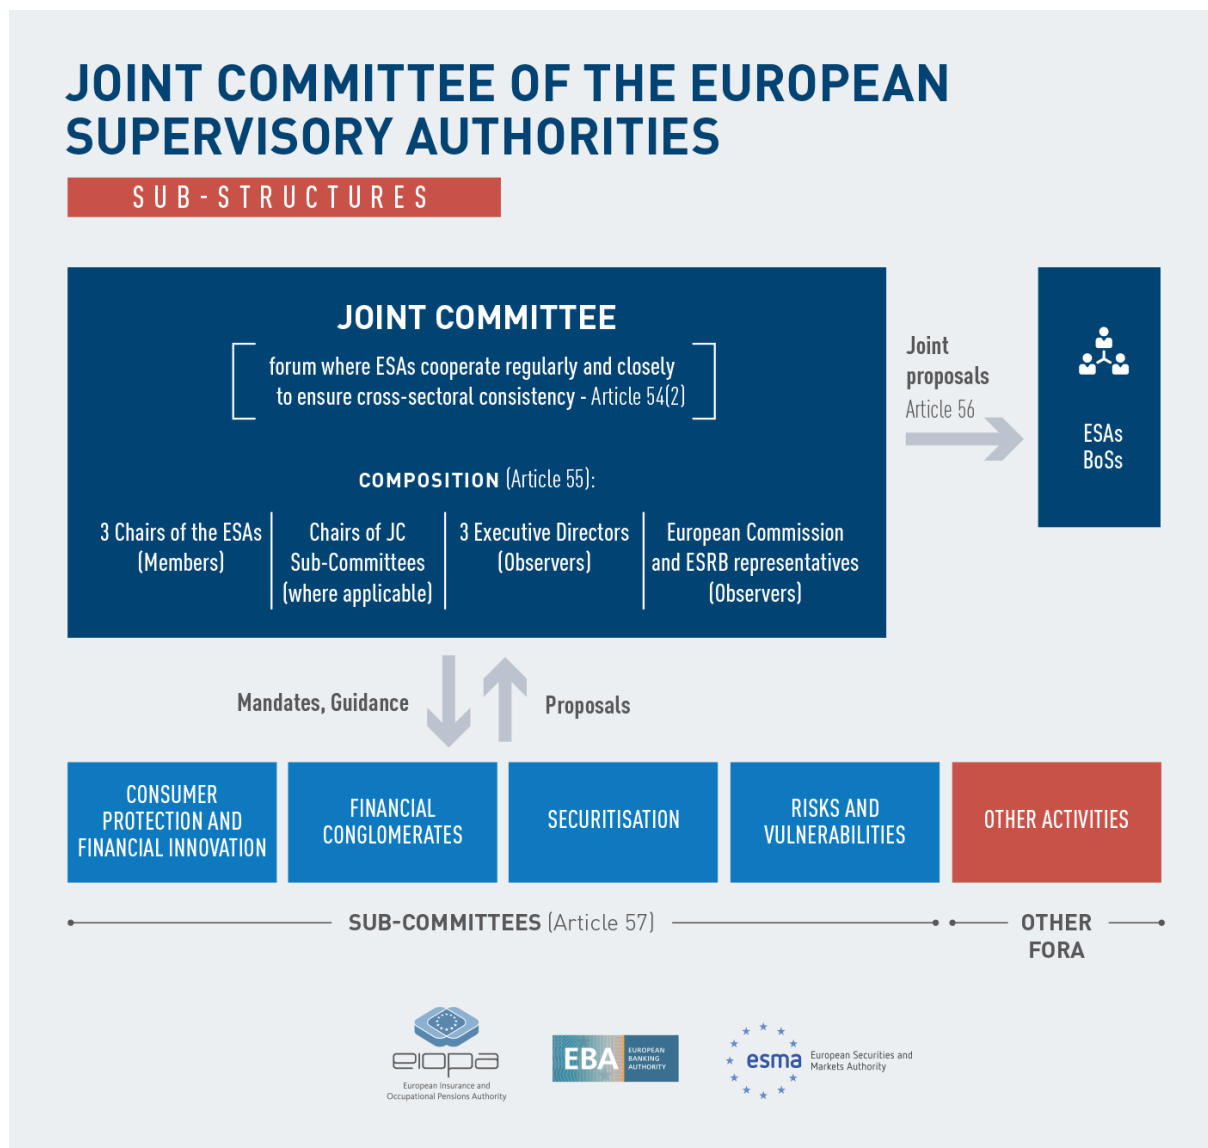 JOINT COMMITTEE OF THE EUROPEAN
SUPERVISORY AUTHORITIES
SUB-STRUCTURES
JOINT COMMITTEE
forum where ESAs cooperate regularly and closely
to ensure cross-sectoral consistency - Article 54(2)
COMPOSITION (Article 55):
3 Chairs of the ESAs
(Members)
Chairs of JC
Sub-Committees
(where applicable)
3 Executive Directors
(Observers)
European Commission
and ESRB representatives
(Observers)
Joint
proposals
Article 56
ESAs
BoSs
Mandates, Guidance
Proposals
CONSUMER
PROTECTION AND
FINANCIAL INNOVATION
FINANCIAL
CONGLOMERATES
SECURITISATION
RISKS AND
VULNERABILITIES
OTHER ACTIVITIES
SUB-COMMITTEES (Article 57)
OTHER
FORA
eiopa
European Insurance and
Occupational Pensions Authority
EBA
EUROPEAN
BANKING
AUTHORITY
esma
European Securities and
Markets Authority